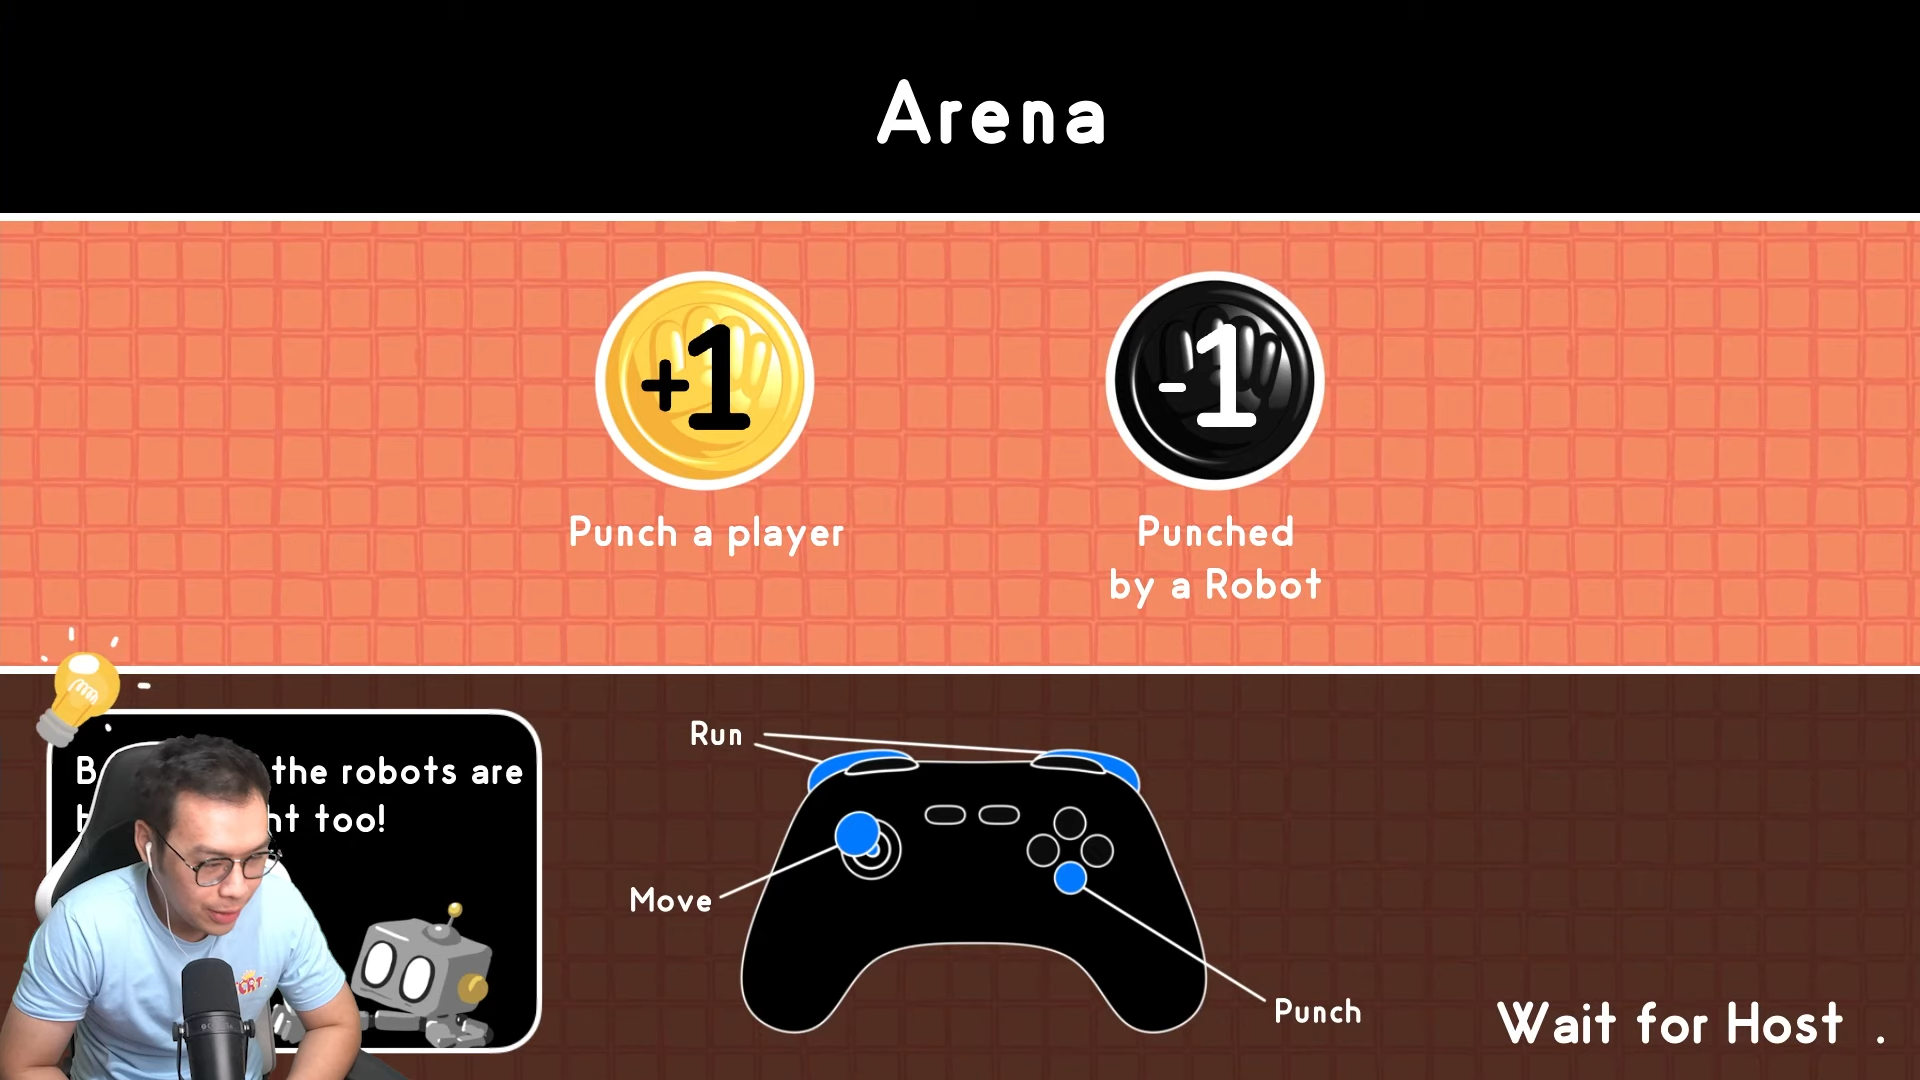 Arena
+1
-1
Punch a player
Punched
by a Robot
the robots are
too!
Run
Move
Punch
Wait for Host .